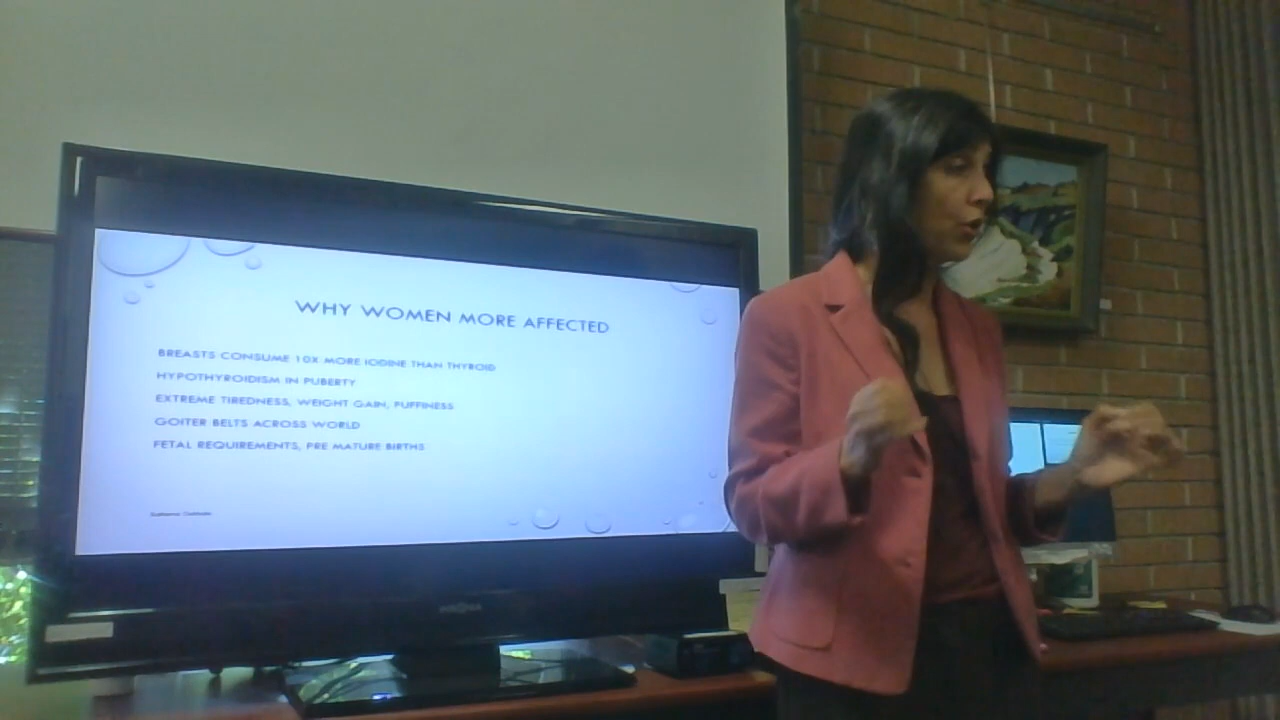 WHY WOMEN MORE AFFECTED
BREASTS CONSUME 10X MORE IODINE THAN THYROID
HYPOTHYROIDISM IN PUBERTY
EXTREME TIREDNESS, WEIGHT GAIN, PUFFINESS
GOITER BELTS ACROSS WORLD
FETAL REQUIREMENTS, PRE MATURE BIRTHS